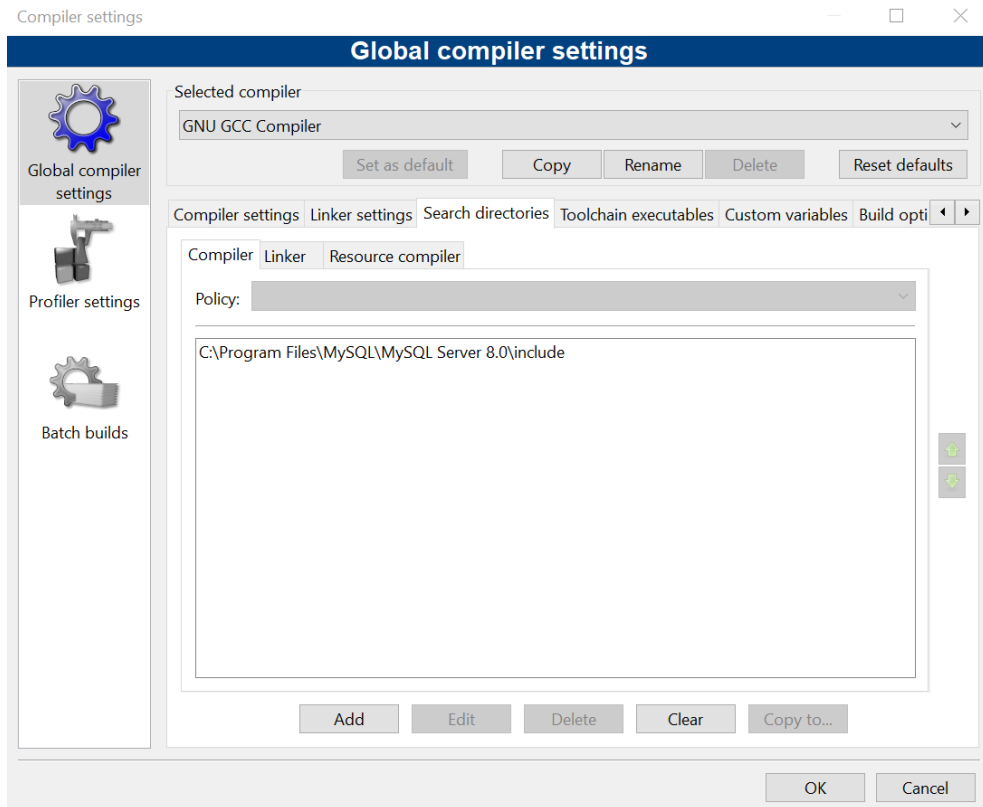 Compiler settings
Global compiler settings
Global compiler
settings
Profiler settings
Batch builds
Selected compiler
GNU GCC Compiler
Set as default
Copy
Rename
Delete
Reset defaults
Compiler settings
Linker settings
Search directories
Toolchain executables
Custom variables
Build opti
Compiler
Linker
Resource compiler
Policy:
C:\Program Files\MySQL\MySQL Server 8.0\include
Add
Edit
Delete
Clear
Copy to...
OK
Cancel